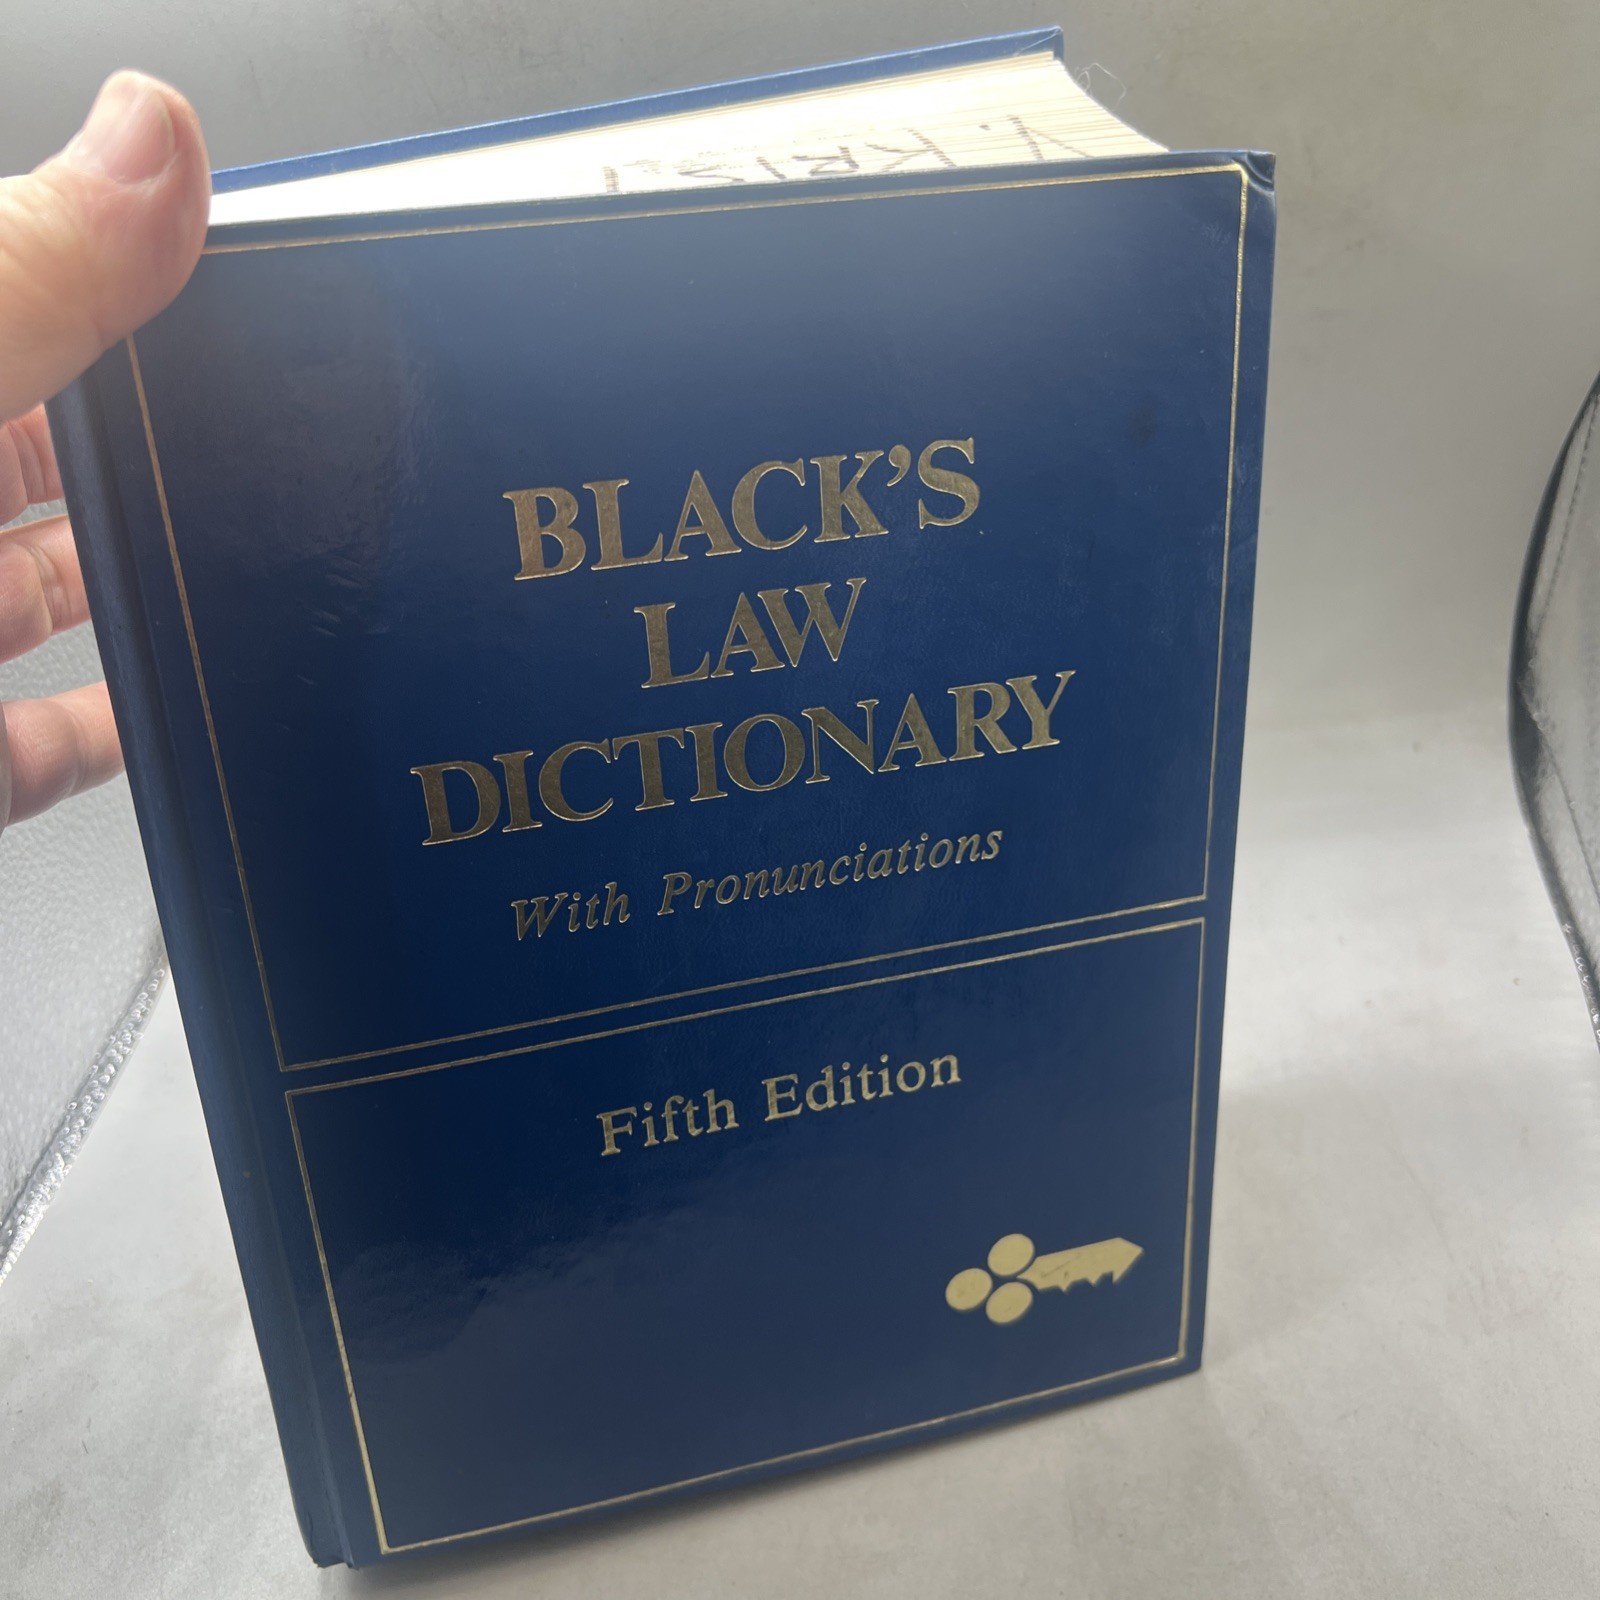 BLACK'S
LAW
DICTIONARY
With Pronunciations
Fifth Edition